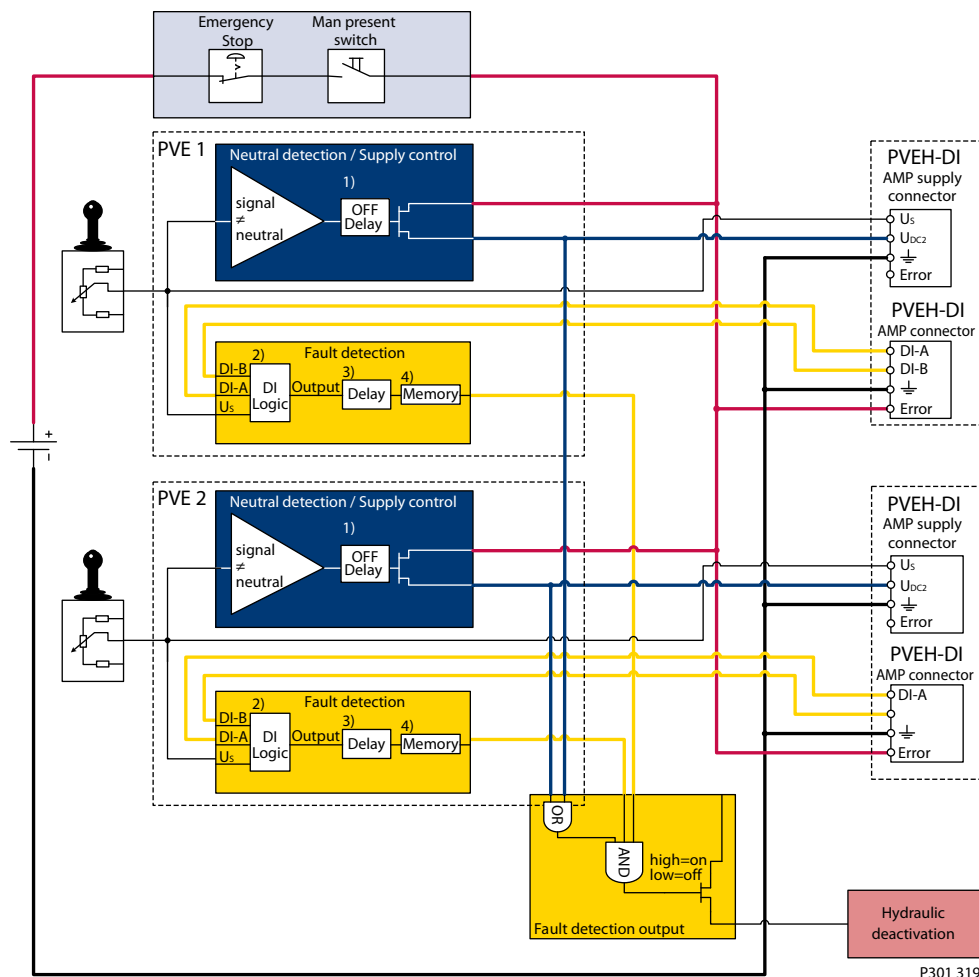 Emergency
Stop
Man present
switch
PVE 1
Neutral detection / Supply control
1)
signal
≠
neutral
OFF
Delay
PVEH-DI
AMP supply
connector
Us
UDC2
Error
PVEH-DI
AMP connector
DI-A
DI-B
Error
Fault detection
2)
3)
4)
DI-B
DI-A
Us
DI
Logic
Output
Delay
Memory
+
-
PVE 2
Neutral detection / Supply control
1)
signal
≠
neutral
OFF
Delay
PVEH-DI
AMP supply
connector
Us
UDC2
Error
PVEH-DI
AMP connector
DI-A
Error
Fault detection
2)
3)
4)
DI-B
DI-A
Us
DI
Logic
Output
Delay
Memory
OR
AND
high=on
low=off
Fault detection output
Hydraulic
deactivation
P301 319